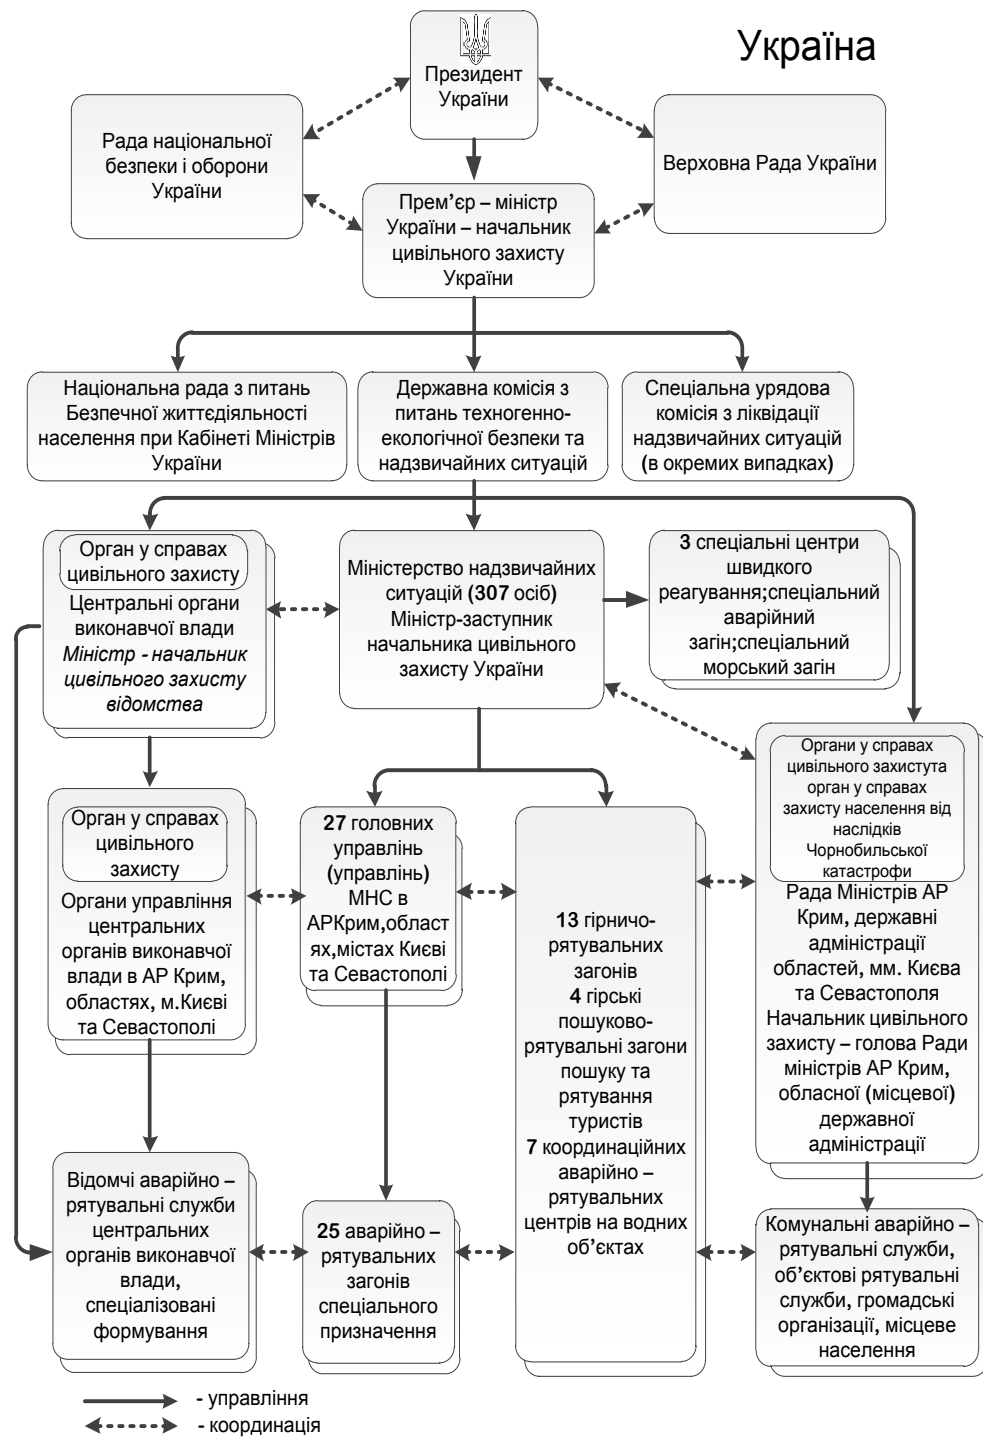 Україна
Президент
України
Рада національної
безпеки і оборони
України
Верховна Рада України
Прем’єр – міністр
України – начальник
цивільного захисту
України
Національна рада з питань
Безпечної життєдіяльності
населення при Кабінеті Міністрів
України
Державна комісія з
питань техногенно-
екологічної безпеки та
надзвичайних ситуацій
Спеціальна урядова
комісія з ліквідації
надзвичайних ситуацій
(в окремих випадках)
Орган у справах
цивільного захисту
Центральні органи
виконавчої влади
Міністр - начальник
цивільного захисту
відомства
Міністерство надзвичайних
ситуацій (307 осіб)
Міністр-заступник
начальника цивільного
захисту України
3 спеціальні центри
швидкого
реагування;спеціальний
аварійний
загін;спеціальний
морський загін
Орган у справах
цивільного
захисту
Органи управління
центральних
органів виконавчої
влади в АР Крим,
областях, м.Києві
та Севастополі
27 головних
управлінь
(управлінь)
МНС в
АРКрим,област
ях,містах Києві
та Севастополі
13 гірничо-
рятувальних
загонів
4 гірські
пошуково-
рятувальні загони
пошуку та
рятування
туристів
7 координаційних
аварійно –
рятувальних
центрів на водних
об’єктах
Органи у справах
цивільного захистута
орган у справах
захисту населення від
наслідків
Чорнобильської
катастрофи
Рада Міністрів АР
Крим, державні
адміністрації
областей, мм. Києва
та Севастополя
Начальник цивільного
захисту – голова Ради
міністрів АР Крим,
обласної (місцевої)
державної
адміністрації
Відомчі аварійно –
рятувальні служби
центральних
органів виконавчої
влади,
спеціалізовані
формування
25 аварійно –
рятувальних
загонів
спеціального
призначення
Комунальні аварійно –
рятувальні служби,
об’єктові рятувальні
служби, громадські
організації, місцеве
населення
- управління
- координація